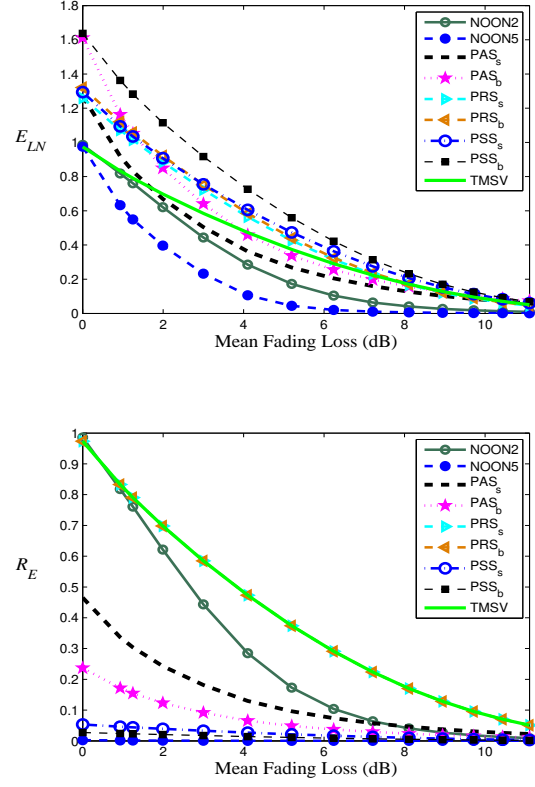 1.8
1.6
1.4
1.2
1
0.8
0.6
0.4
0.2
0
E_LN
0 2 4 6 8 10
Mean Fading Loss (dB)
NOON2
NOON5
PAS_s
PAS_b
PRS_s
PRS_b
PSS_s
PSS_b
TMSV
1
0.9
0.8
0.7
0.6
0.5
0.4
0.3
0.2
0.1
0
R_E
0 2 4 6 8 10
Mean Fading Loss (dB)
NOON2
NOON5
PAS_s
PAS_b
PRS_s
PRS_b
PSS_s
PSS_b
TMSV